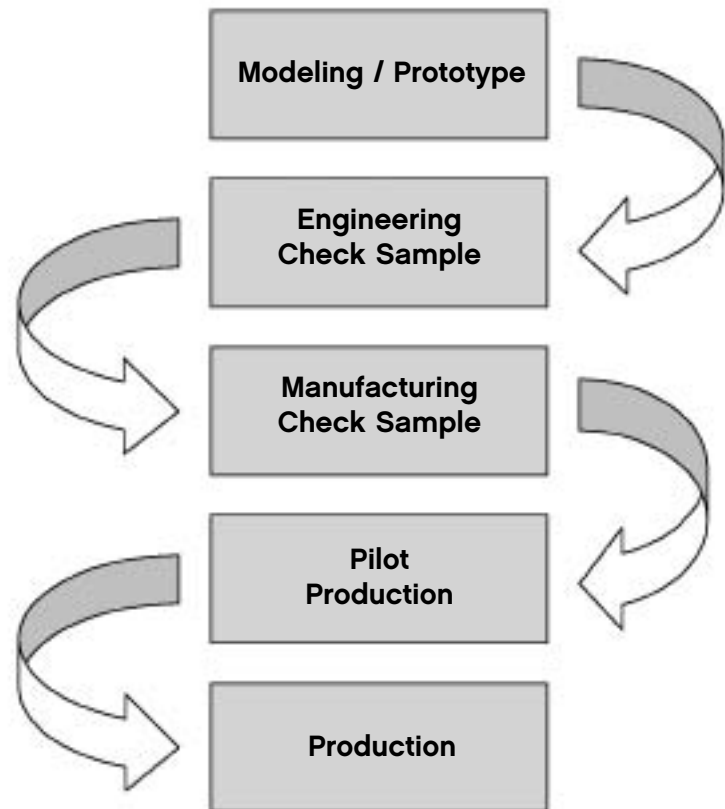 Modeling / Prototype
Engineering
Check Sample
Manufacturing
Check Sample
Pilot
Production
Production